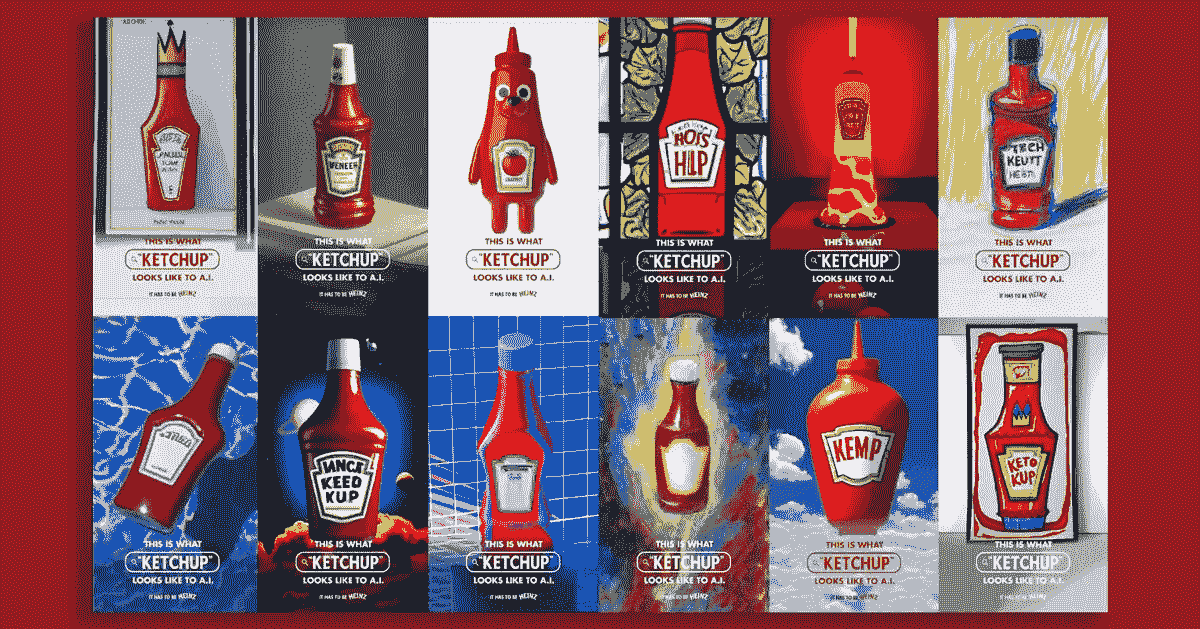 WENEER
HOIS
HIIP
TECH
KEUTT
THIS IS WHAT
"KETCHUP"
LOOKS LIKE TO A.I.
IT HAS TO BE HEINZ
THIS IS WHAT
"KETCHUP"
LOOKS LIKE TO A.I.
IT HAS TO BE HEINZ
THIS IS WHAT
"KETCHUP"
LOOKS LIKE TO A.I.
IT HAS TO BE HEINZ
THIS IS WHAT
"KETCHUP"
LOOKS LIKE TO A.I.
IT HAS TO BE HEINZ
THIS IS WHAT
"KETCHUP"
LOOKS LIKE TO A.I.
IT HAS TO BE HEINZ
THIS IS WHAT
"KETCHUP"
LOOKS LIKE TO A.I.
IT HAS TO BE HEINZ
IANCE
KEED
KUP
KEMP
KETO
KUP
THIS IS WHAT
"KETCHUP"
LOOKS LIKE TO A.I.
IT HAS TO BE HEINZ
THIS IS WHAT
"KETCHUP"
LOOKS LIKE TO A.I.
IT HAS TO BE HEINZ
THIS IS WHAT
"KETCHUP"
LOOKS LIKE TO A.I.
IT HAS TO BE HEINZ
THIS IS WHAT
"KETCHUP"
LOOKS LIKE TO A.I.
IT HAS TO BE HEINZ
THIS IS WHAT
"KETCHUP"
LOOKS LIKE TO A.I.
IT HAS TO BE HEINZ
THIS IS WHAT
"KETCHUP"
LOOKS LIKE TO A.I.
IT HAS TO BE HEINZ